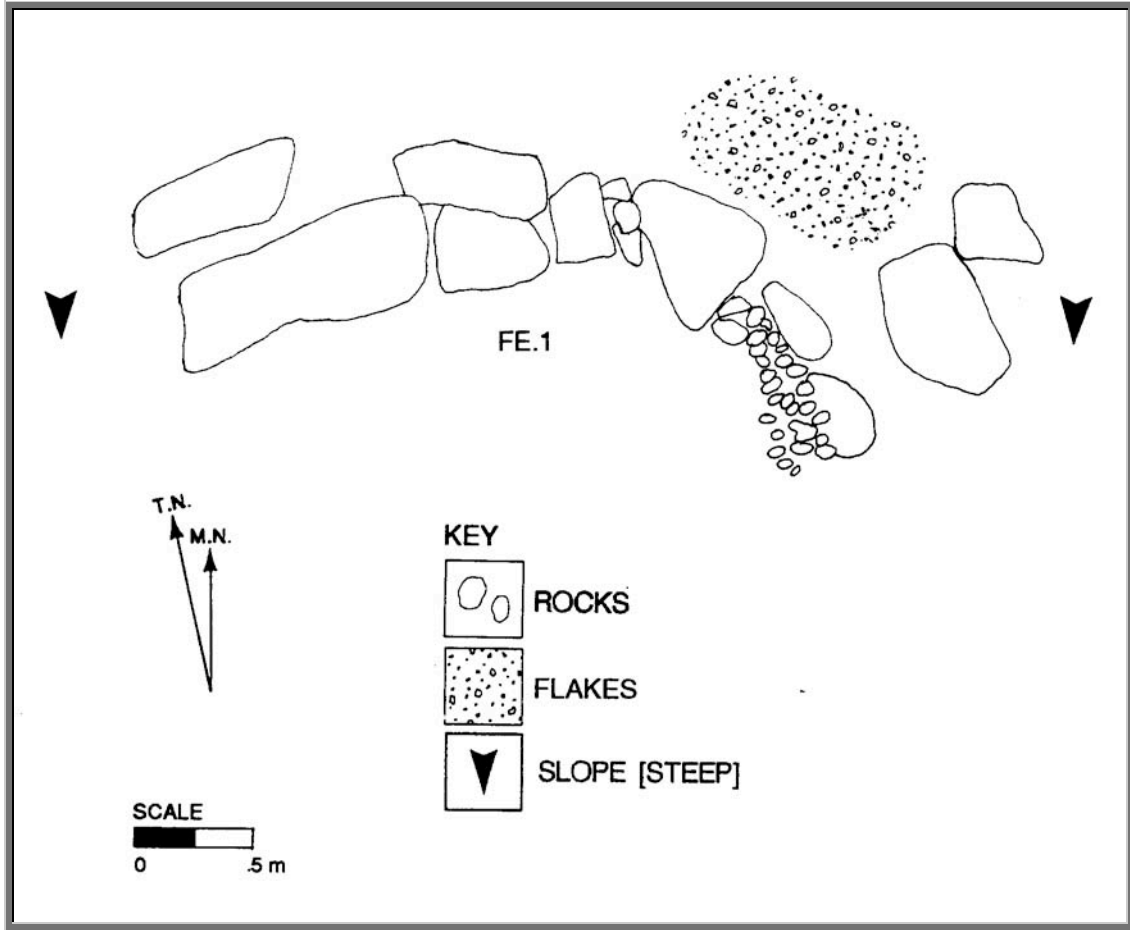 FE.1
T.N.
M.N.
KEY
ROCKS
FLAKES
SLOPE [STEEP]
SCALE
0 .5 m